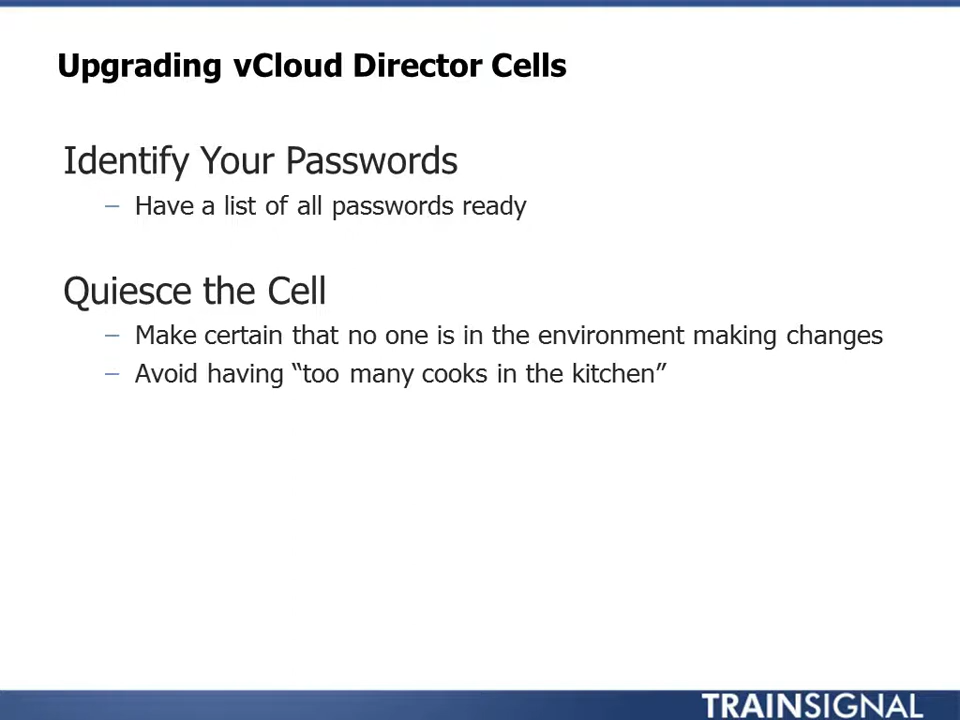 Upgrading vCloud Director Cells
Identify Your Passwords
– Have a list of all passwords ready
Quiesce the Cell
– Make certain that no one is in the environment making changes
– Avoid having “too many cooks in the kitchen”
TRAINSIGNAL